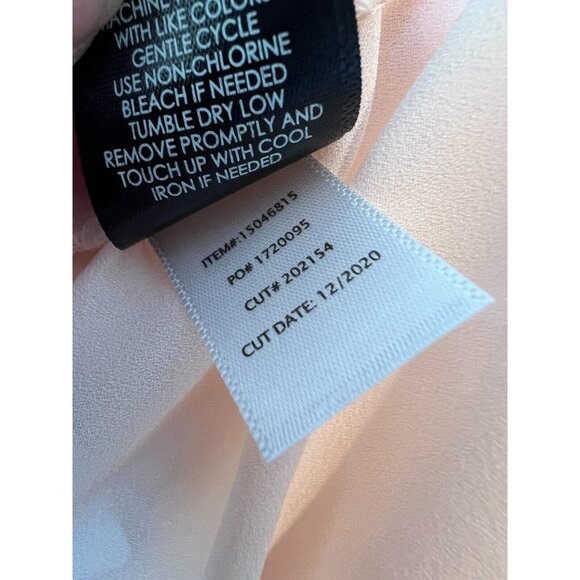 MACHINE
WITH LIKE COLORS
GENTLE CYCLE
USE NON-CHLORINE
BLEACH IF NEEDED
TUMBLE DRY LOW
REMOVE PROMPTLY AND
TOUCH UP WITH COOL
IRON IF NEEDED
ITEM#:15046815
PO# 1720095
CUT# 202154
CUT DATE: 12/2020